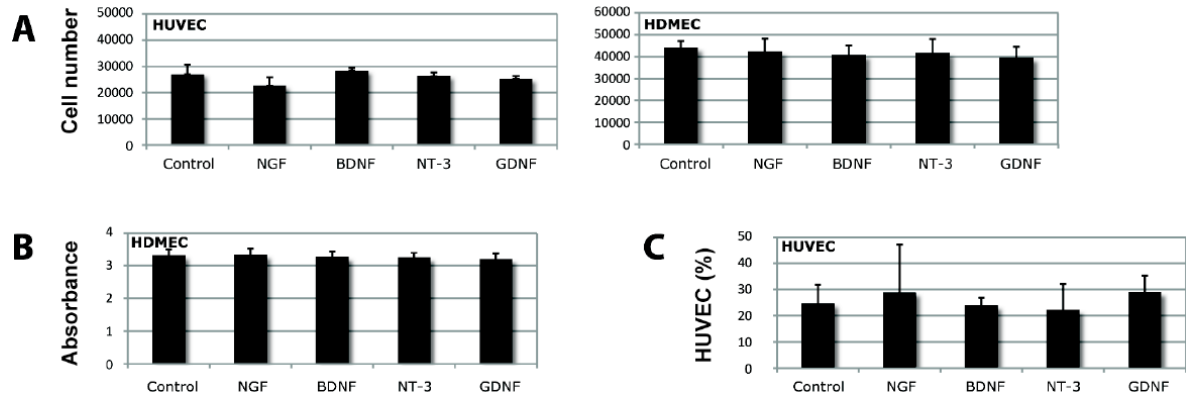 A
Cell number
50000
40000
30000
20000
10000
0
HUVEC
Control NGF BDNF NT-3 GDNF
60000
50000
40000
30000
20000
10000
0
HDMEC
Control NGF BDNF NT-3 GDNF
B
Absorbance
4
3
2
1
0
HDMEC
Control NGF BDNF NT-3 GDNF
C
HUVEC (%)
50
40
30
20
10
0
HUVEC
Control NGF BDNF NT-3 GDNF